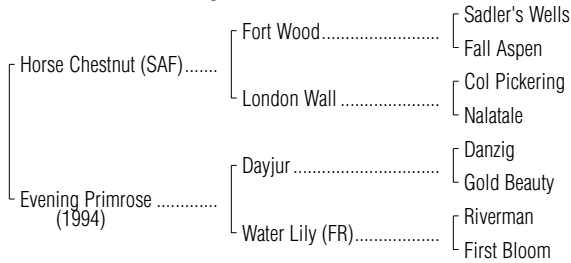 Sadler's Wells
Fort Wood
Fall Aspen
Horse Chestnut (SAF)
Col Pickering
London Wall
Nalatale
Danzig
Dayjur
Gold Beauty
Evening Primrose
(1994)
Riverman
Water Lily (FR)
First Bloom